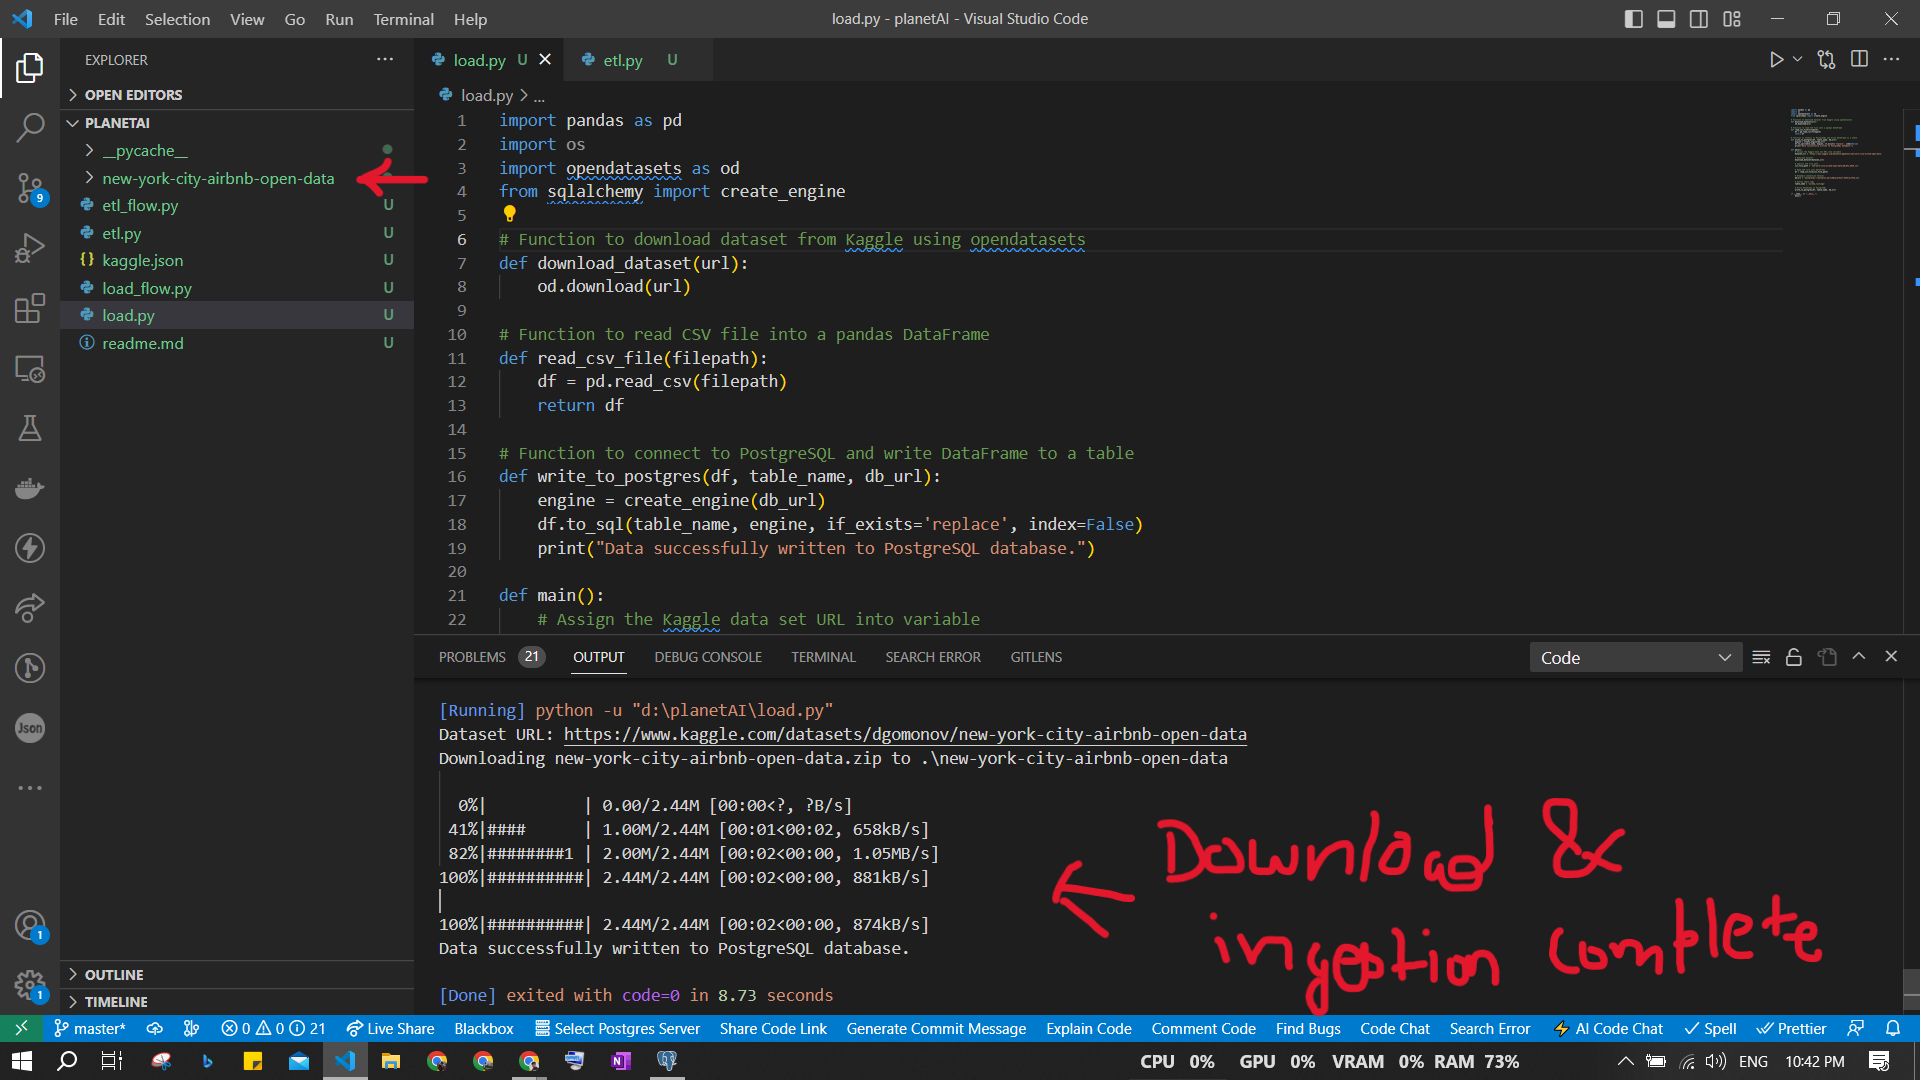 File Edit Selection View Go Run Terminal Help
load.py - planetAI - Visual Studio Code
EXPLORER
OPEN EDITORS
PLANETAI
__pycache__
new-york-city-airbnb-open-data
etl_flow.py U
etl.py U
{} kaggle.json U
load_flow.py U
load.py U
readme.md U
OUTLINE
TIMELINE
9
Json
1
1
load.py U
etl.py U
load.py > ...
1 import pandas as pd
2 import os
3 import opendatasets as od
4 from sqlalchemy import create_engine
5
6 # Function to download dataset from Kaggle using opendatasets
7 def download_dataset(url):
8 od.download(url)
9
10 # Function to read CSV file into a pandas DataFrame
11 def read_csv_file(filepath):
12 df = pd.read_csv(filepath)
13 return df
14
15 # Function to connect to PostgreSQL and write DataFrame to a table
16 def write_to_postgres(df, table_name, db_url):
17 engine = create_engine(db_url)
18 df.to_sql(table_name, engine, if_exists='replace', index=False)
19 print("Data successfully written to PostgreSQL database.")
20
21 def main():
22 # Assign the Kaggle data set URL into variable
PROBLEMS 21 OUTPUT DEBUG CONSOLE TERMINAL SEARCH ERROR GITLENS
Code
[Running] python -u "d:\planetAI\load.py"
Dataset URL: https://www.kaggle.com/datasets/dgomonov/new-york-city-airbnb-open-data
Downloading new-york-city-airbnb-open-data.zip to .\new-york-city-airbnb-open-data
0%| | 0.00/2.44M [00:00<?, ?B/s]
41%|#### | 1.00M/2.44M [00:01<00:02, 658kB/s]
82%|########1 | 2.00M/2.44M [00:02<00:00, 1.05MB/s]
100%|##########| 2.44M/2.44M [00:02<00:00, 881kB/s]
100%|##########| 2.44M/2.44M [00:02<00:00, 874kB/s]
Data successfully written to PostgreSQL database.
[Done] exited with code=0 in 8.73 seconds
Download &
ingestion complete
master* 0 0 21 Live Share Blackbox Select Postgres Server Share Code Link Generate Commit Message Explain Code Comment Code Find Bugs Code Chat Search Error AI Code Chat Spell Prettier
CPU 0% GPU 0% VRAM 0% RAM 73% ENG 10:42 PM